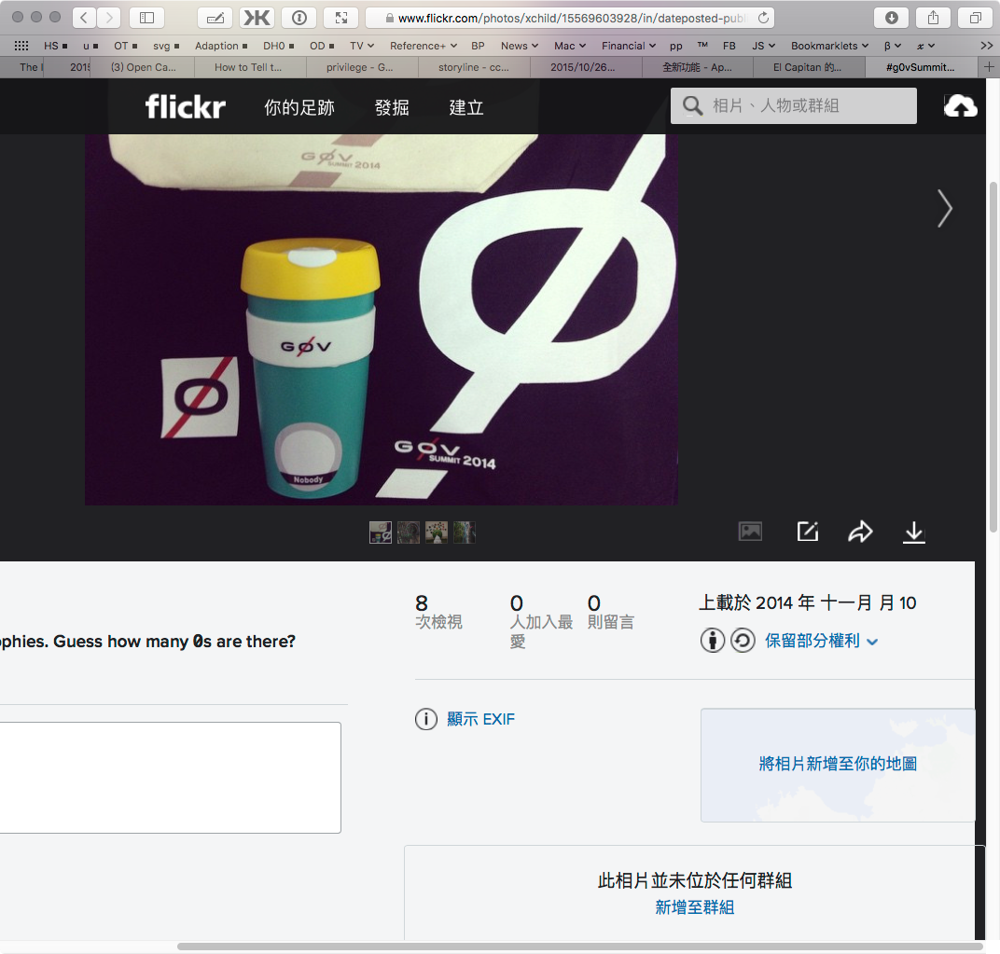 www.flickr.com/photos/xchild/15569603928/in/dateposted-publ
HS ■ u ■ OT ■ svg ■ Adaption ■ DH0 ■ OD ■ TV Reference+ BP News Mac Financial pp ™ FB JS Bookmarklets β 𝑥 >>
The I 2015 (3) Open Ca... How to Tell t... privilege - G... storyline - cc... 2015/10/26... 全新功能 - Ap... El Capitan 的... #g0vSummit...
flickr 你的足跡 發掘 建立 相片、人物或群組
GØV
SUMMIT 2014
GØV
Ø
Ø
Nobody
GØV
SUMMIT 2014
8 0 0
次檢視 人加入最愛 則留言
上載於 2014 年 十一月 月 10
保留部分權利
ophies. Guess how many 0s are there?
顯示 EXIF
將相片新增至你的地圖
此相片並未位於任何群組
新增至群組